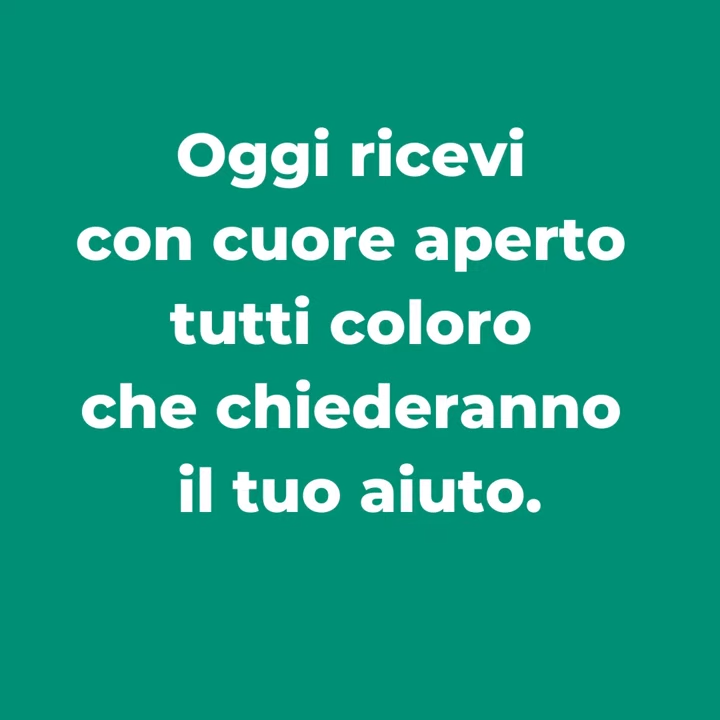 Oggi ricevi
con cuore aperto
tutti coloro
che chiederanno
il tuo aiuto.